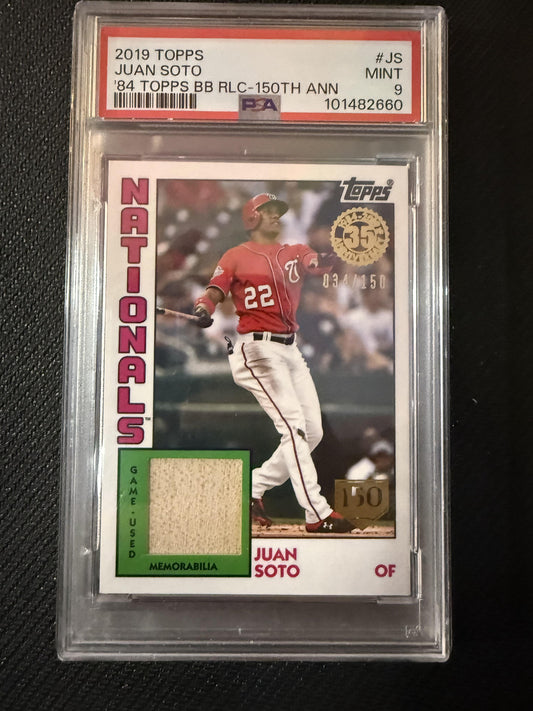 2019 TOPPS #JS
JUAN SOTO MINT
'84 TOPPS BB RLC-150TH ANN 9
PSA 101482660
NATIONALS™
topps®
35
034/150
22
GAME-USED
MEMORABILIA
150
JUAN
SOTO
OF